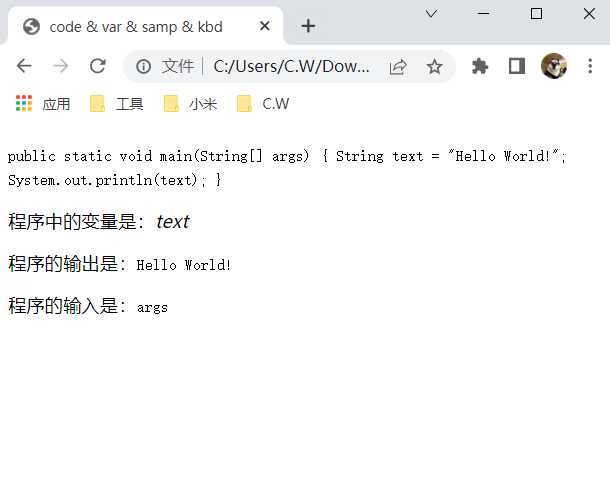 code & var & samp & kbd
文件 C:/Users/C.W/Dow...
应用 工具 小米 C.W
public static void main(String[] args) { String text = "Hello World!";
System.out.println(text); }
程序中的变量是：text
程序的输出是：Hello World!
程序的输入是：args